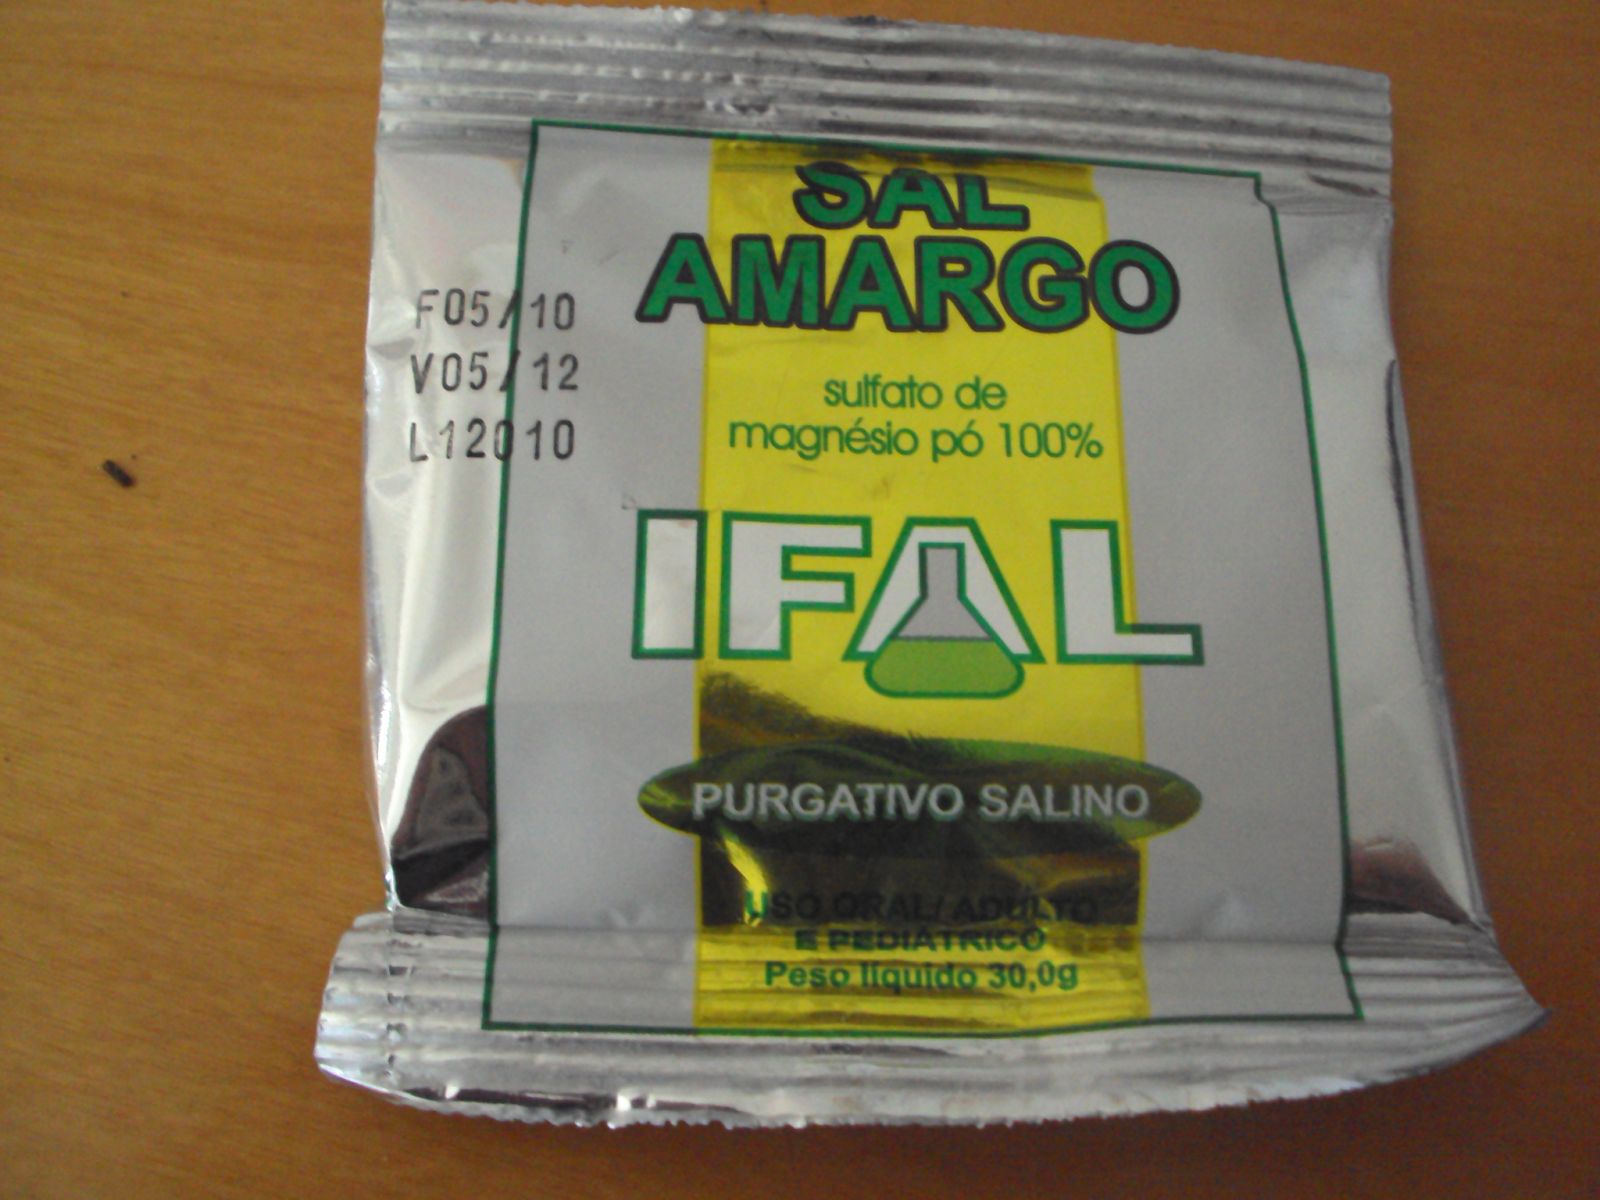 SAL
AMARGO
F05/10
V05/12
L12010
sulfato de
magnésio pó 100%
IFAL
PURGATIVO SALINO
USO ORAL/ ADULTO
E PEDIÁTRICO
Peso líquido 30,0g